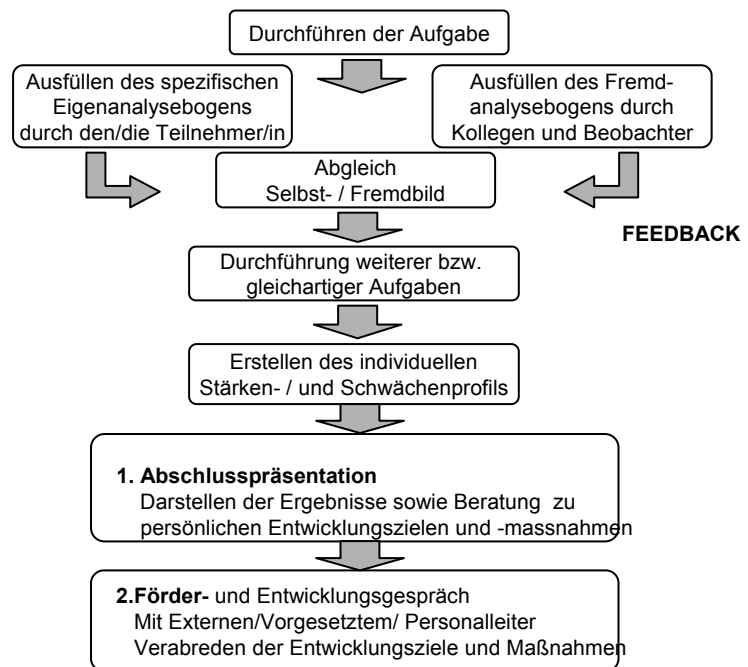 Durchführen der Aufgabe
Ausfüllen des spezifischen
Eigenanalysebogens
durch den/die Teilnehmer/in
Ausfüllen des Fremd-
analysebogens durch
Kollegen und Beobachter
Abgleich
Selbst- / Fremdbild
FEEDBACK
Durchführung weiterer bzw.
gleichartiger Aufgaben
Erstellen des individuellen
Stärken- / und Schwächenprofils
1. Abschlusspräsentation
Darstellen der Ergebnisse sowie Beratung zu
persönlichen Entwicklungszielen und -massnahmen
2.Förder- und Entwicklungsgespräch
Mit Externen/Vorgesetztem/ Personalleiter
Verabreden der Entwicklungsziele und Maßnahmen